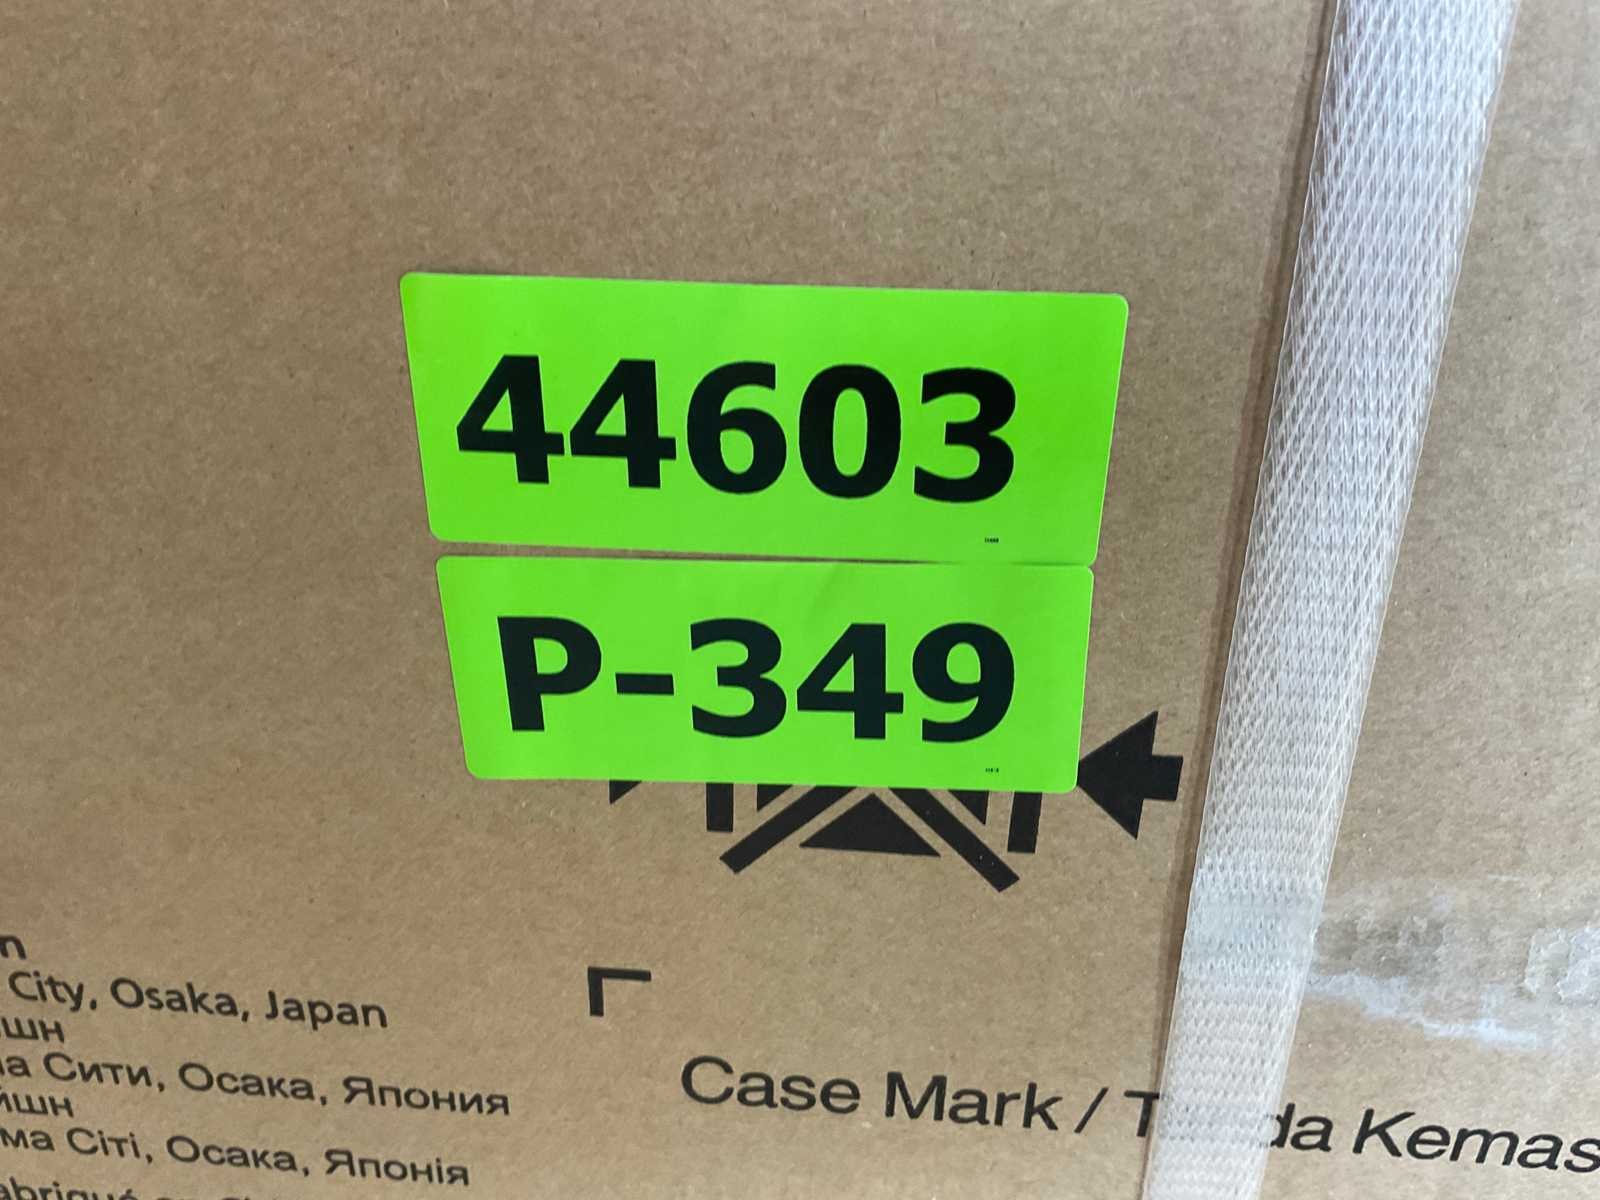 44603
P-349
City, Osaka, Japan
Сити, Осака, Япония
Сіті, Осака, Японія
Case Mark /